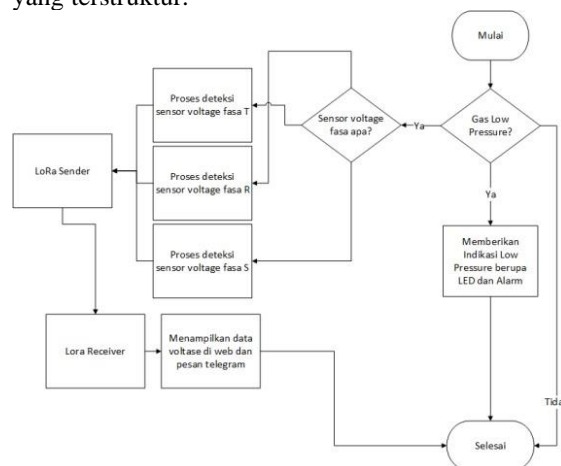 yang terstruktur.
Mulai
Gas Low
Pressure?
Ya
Ya
Sensor voltage
fasa apa?
Proses deteksi
sensor voltage fasa T
Proses deteksi
sensor voltage fasa R
Proses deteksi
sensor voltage fasa S
LoRa Sender
Memberikan
Indikasi Low
Pressure berupa
LED dan Alarm
Lora Receiver
Menampilkan data
voltase di web dan
pesan telegram
Tida
Selesai